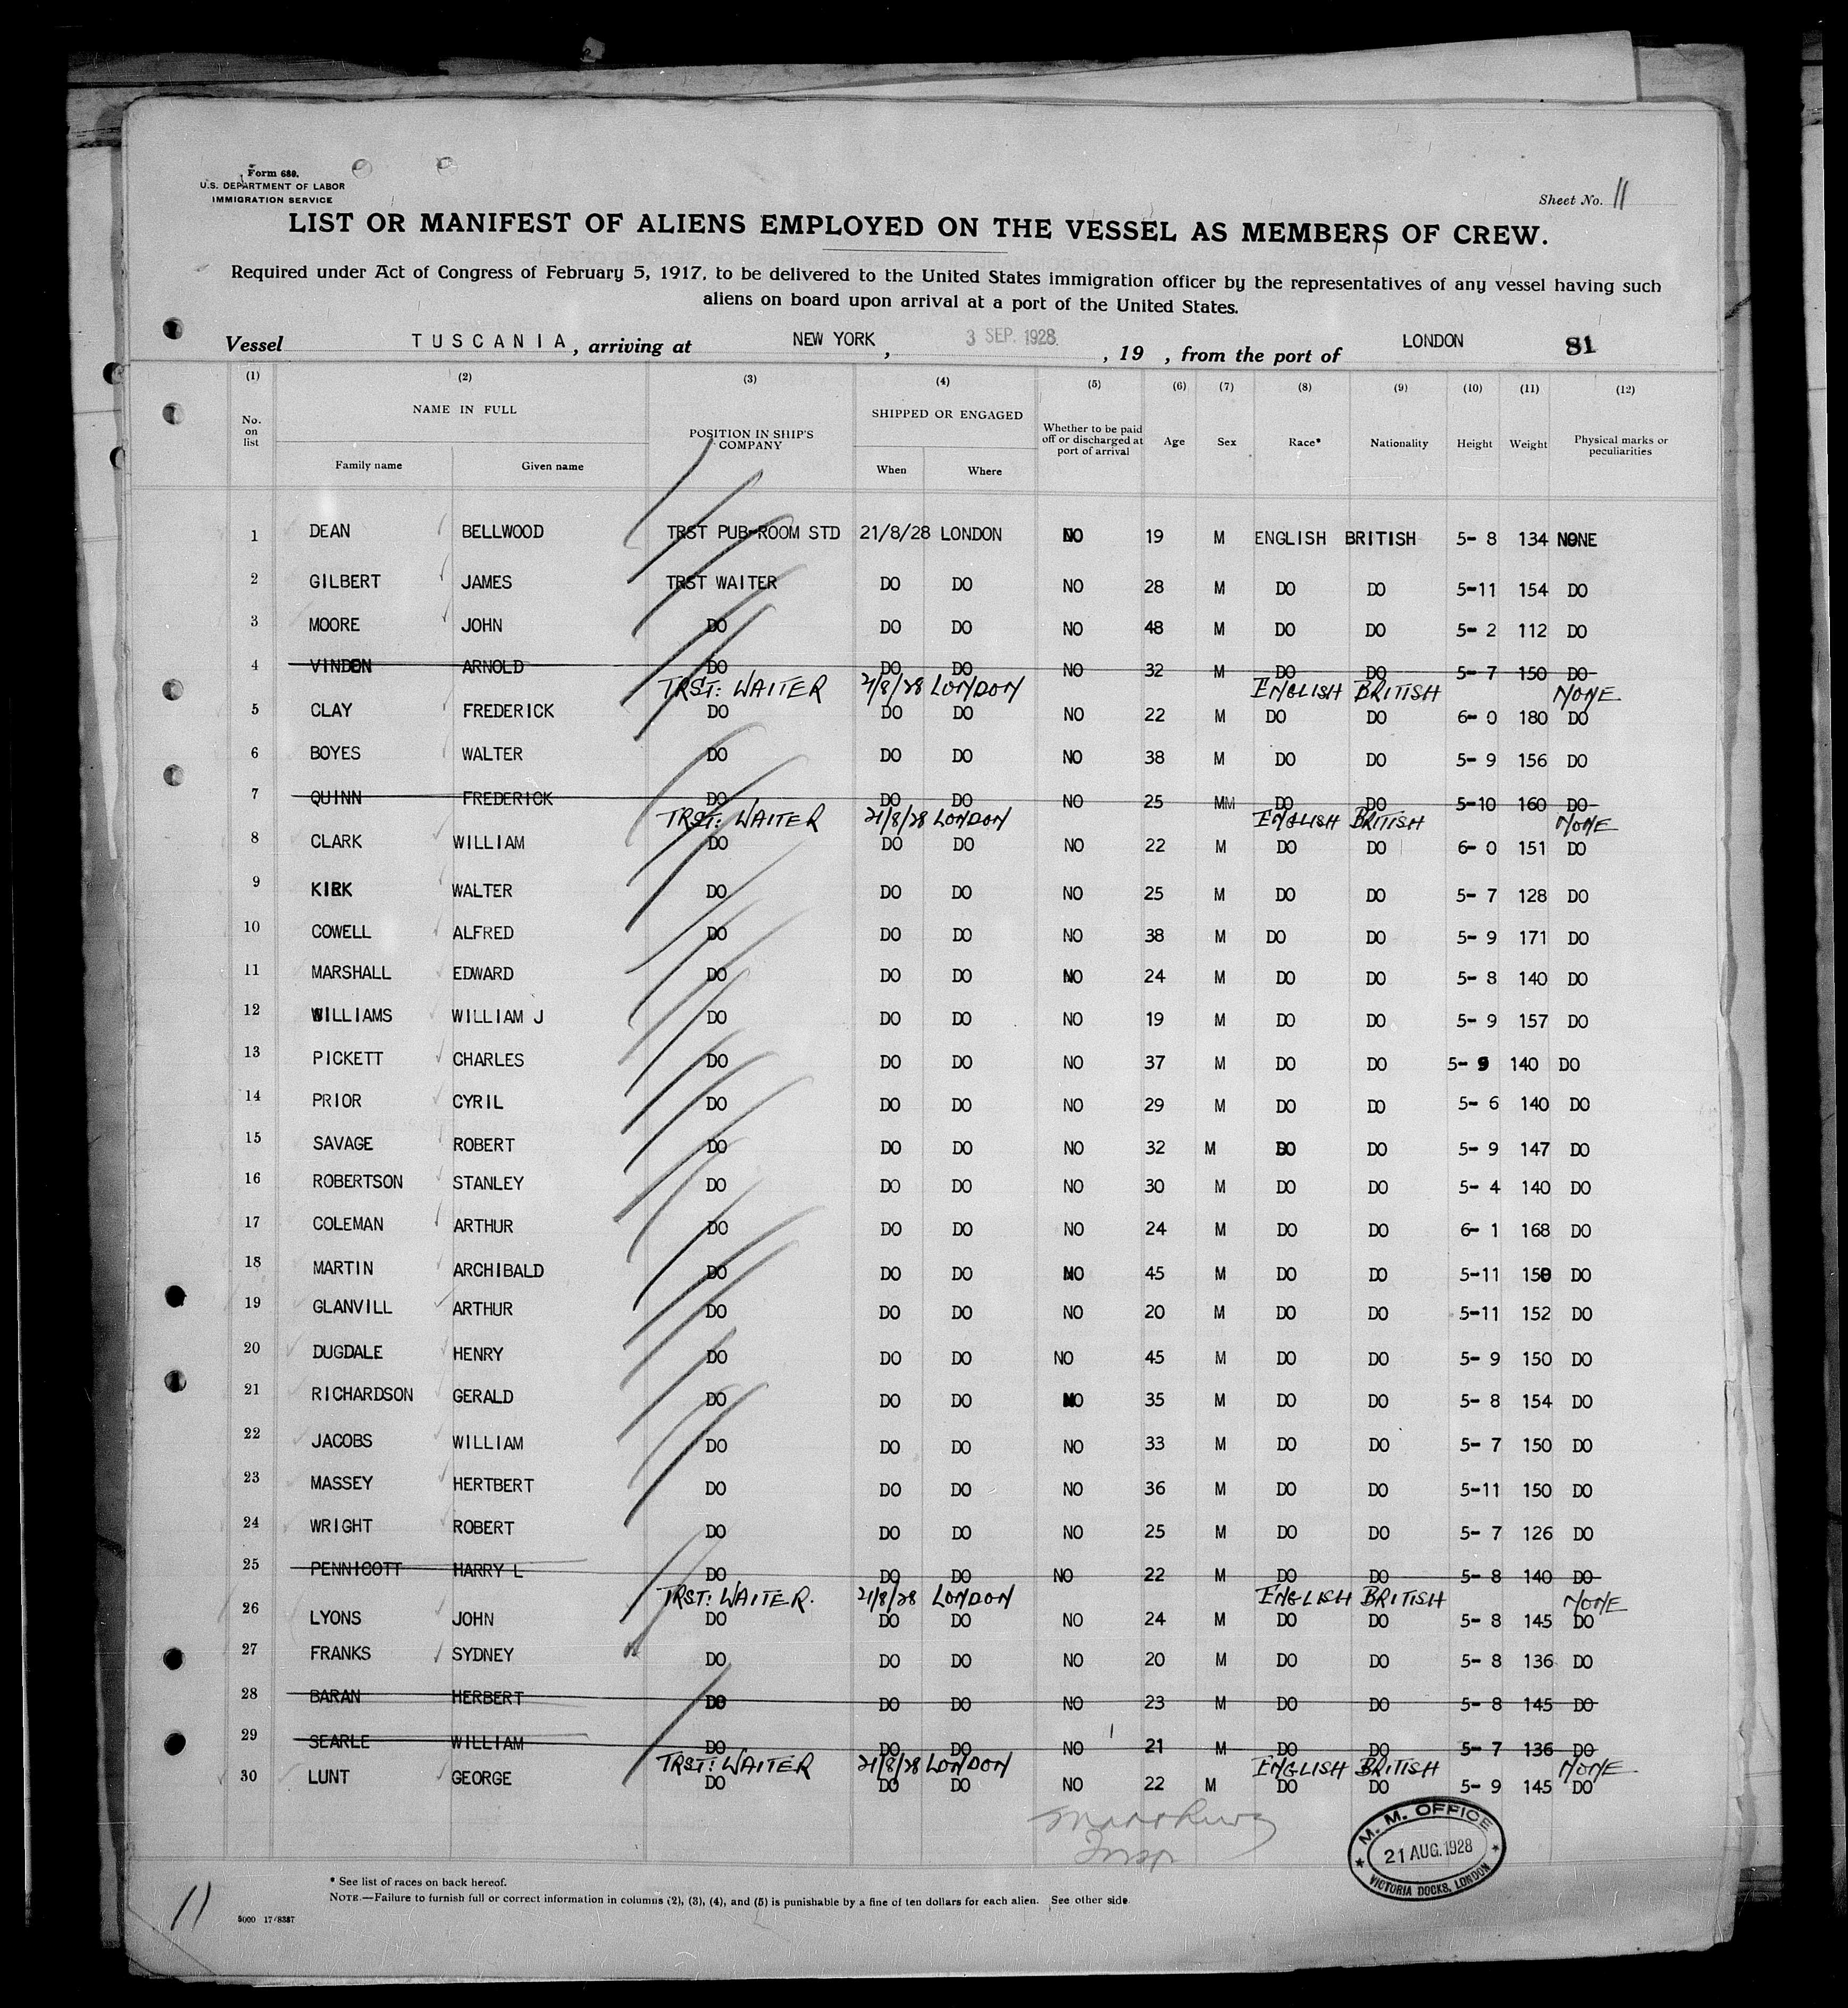 Form 680.
U.S. DEPARTMENT OF LABOR
IMMIGRATION SERVICE
Sheet No. 11
LIST OR MANIFEST OF ALIENS EMPLOYED ON THE VESSEL AS MEMBERS OF CREW.
Required under Act of Congress of February 5, 1917, to be delivered to the United States immigration officer by the representatives of any vessel having such
aliens on board upon arrival at a port of the United States.
Vessel TUSCANIA, arriving at NEW YORK, 3 SEP. 1928, 19 , from the port of LONDON 81
(1) (2) (3) (4) (5) (6) (7) (8) (9) (10) (11) (12)
No. on list NAME IN FULL Family name Given name POSITION IN SHIP'S COMPANY SHIPPED OR ENGAGED When Where Whether to be paid off or discharged at port of arrival Age Sex Race* Nationality Height Weight Physical marks or peculiarities
1 DEAN BELLWOOD TRST PUB-ROOM STD 21/8/28 LONDON NO 19 M ENGLISH BRITISH 5- 8 134 NONE
2 GILBERT JAMES TRST WAITER DO DO NO 28 M DO DO 5-11 154 DO
3 MOORE JOHN DO DO DO NO 48 M DO DO 5- 2 112 DO
4 VINDEN ARNOLD DO DO DO NO 32 M DO DO 5- 7 150 DO
TRST: WAITER 21/8/28 LONDON ENGLISH BRITISH NONE
5 CLAY FREDERICK DO DO DO NO 22 M DO DO 6- 0 180 DO
6 BOYES WALTER DO DO DO NO 38 M DO DO 5- 9 156 DO
7 QUINN FREDERICK DO DO DO NO 25 MM DO DO 5-10 160 DO
TRST: WAITER 21/8/28 LONDON ENGLISH BRITISH NONE
8 CLARK WILLIAM DO DO DO NO 22 M DO DO 6- 0 151 DO
9 KIRK WALTER DO DO DO NO 25 M DO DO 5- 7 128 DO
10 COWELL ALFRED DO DO DO NO 38 M DO DO 5- 9 171 DO
11 MARSHALL EDWARD DO DO DO NO 24 M DO DO 5- 8 140 DO
12 WILLIAMS WILLIAM J DO DO DO NO 19 M DO DO 5- 9 157 DO
13 PICKETT CHARLES DO DO DO NO 37 M DO DO 5- 9 140 DO
14 PRIOR CYRIL DO DO DO NO 29 M DO DO 5- 6 140 DO
15 SAVAGE ROBERT DO DO DO NO 32 M DO DO 5- 9 147 DO
16 ROBERTSON STANLEY DO DO DO NO 30 M DO DO 5- 4 140 DO
17 COLEMAN ARTHUR DO DO DO NO 24 M DO DO 6- 1 168 DO
18 MARTIN ARCHIBALD DO DO DO NO 45 M DO DO 5-11 150 DO
19 GLANVILL ARTHUR DO DO DO NO 20 M DO DO 5-11 152 DO
20 DUGDALE HENRY DO DO DO NO 45 M DO DO 5- 9 150 DO
21 RICHARDSON GERALD DO DO DO NO 35 M DO DO 5- 8 154 DO
22 JACOBS WILLIAM DO DO DO NO 33 M DO DO 5- 7 150 DO
23 MASSEY HERTBERT DO DO DO NO 36 M DO DO 5-11 150 DO
24 WRIGHT ROBERT DO DO DO NO 25 M DO DO 5- 7 126 DO
25 PENNICOTT HARRY L DO DO DO NO 22 M DO DO 5- 8 140 DO
TRST: WAITER. 21/8/28 LONDON ENGLISH BRITISH NONE
26 LYONS JOHN DO DO DO NO 24 M DO DO 5- 8 145 DO
27 FRANKS SYDNEY DO DO DO NO 20 M DO DO 5- 8 136 DO
28 BARAN HERBERT DO DO DO NO 23 M DO DO 5- 8 145 DO
29 SEARLE WILLIAM DO DO DO NO 21 M DO DO 5- 7 136 DO
TRST: WAITER 21/8/28 LONDON ENGLISH BRITISH NONE
30 LUNT GEORGE DO DO DO NO 22 M DO DO 5- 9 145 DO
Insp
M. M. OFFICE
21 AUG. 1928
VICTORIA DOCKS, LONDON
* See list of races on back hereof.
NOTE.—Failure to furnish full or correct information in columns (2), (3), (4), and (5) is punishable by a fine of ten dollars for each alien. See other side.
11
5000 17/8387